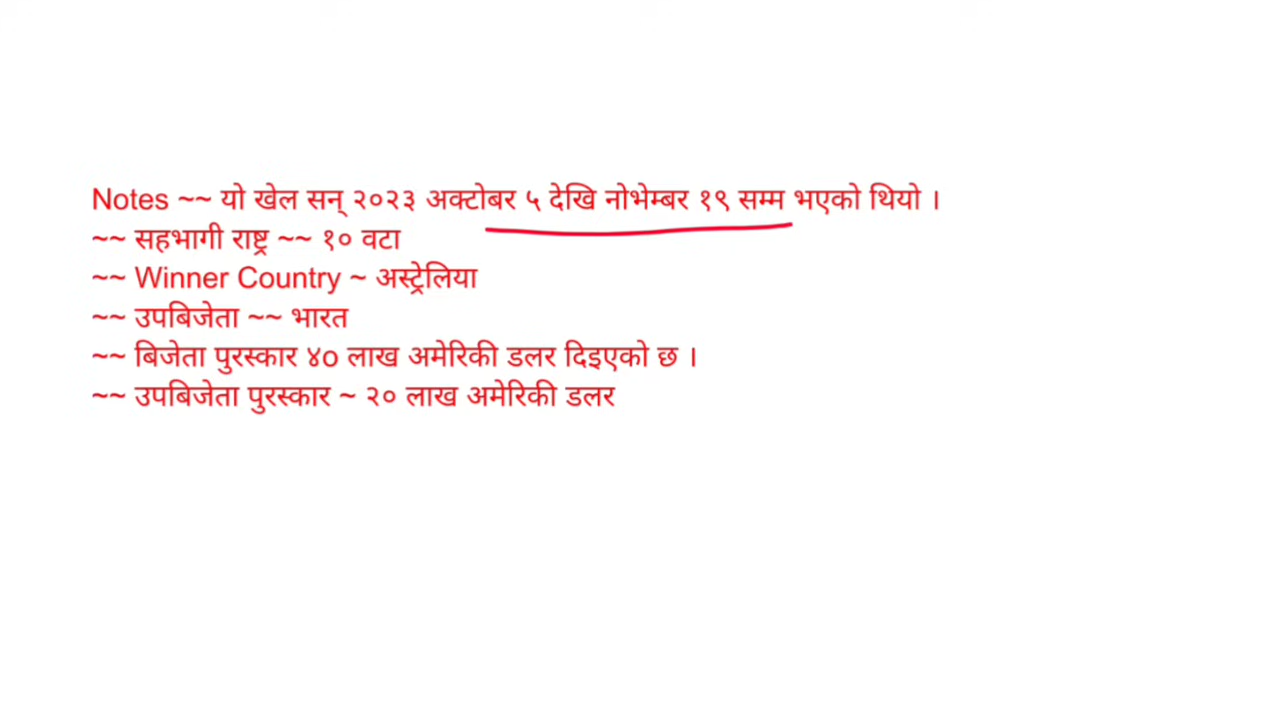 Notes ~~ यो खेल सन् २०२३ अक्टोबर ५ देखि नोभेम्बर १९ सम्म भएको थियो ।
~~ सहभागी राष्ट्र ~~ १० वटा
~~ Winner Country ~ अस्ट्रेलिया
~~ उपबिजेता ~~ भारत
~~ बिजेता पुरस्कार ४० लाख अमेरिकी डलर दिइएको छ ।
~~ उपबिजेता पुरस्कार ~ २० लाख अमेरिकी डलर